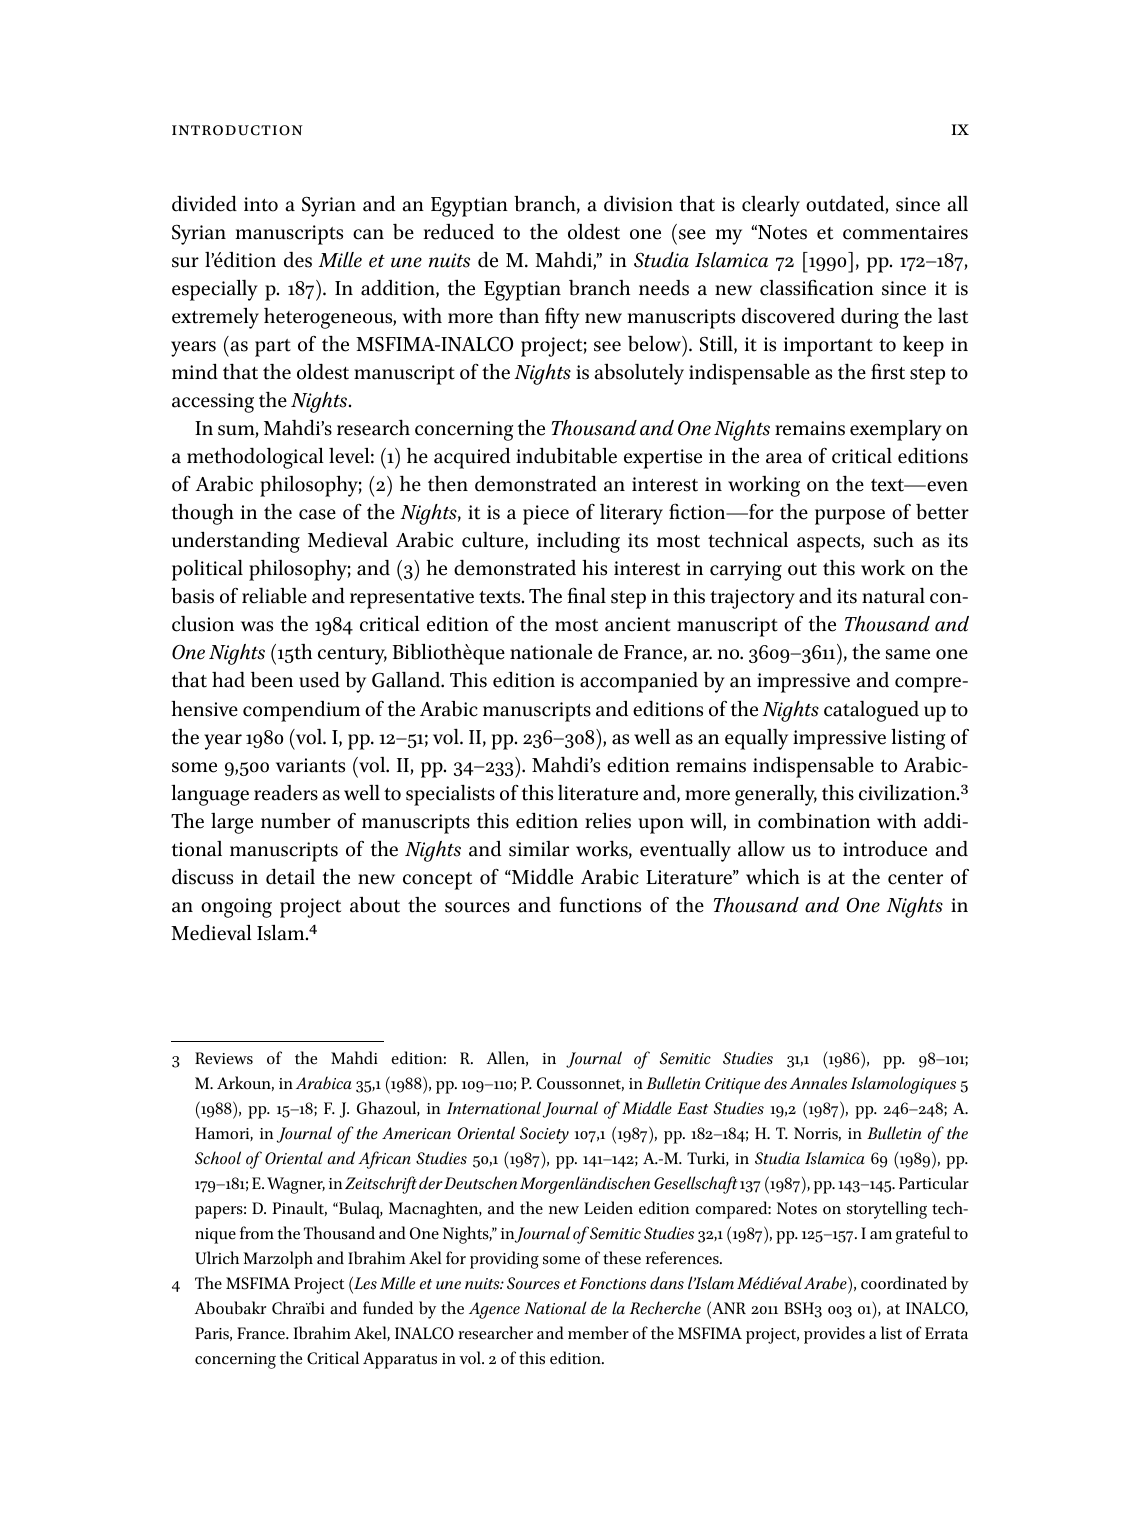 INTRODUCTION IX
divided into a Syrian and an Egyptian branch, a division that is clearly outdated, since all
Syrian manuscripts can be reduced to the oldest one (see my “Notes et commentaires
sur l’édition des Mille et une nuits de M. Mahdi,” in Studia Islamica 72 [1990], pp. 172–187,
especially p. 187). In addition, the Egyptian branch needs a new classification since it is
extremely heterogeneous, with more than fifty new manuscripts discovered during the last
years (as part of the MSFIMA-INALCO project; see below). Still, it is important to keep in
mind that the oldest manuscript of the Nights is absolutely indispensable as the first step to
accessing the Nights.
In sum, Mahdi’s research concerning the Thousand and One Nights remains exemplary on
a methodological level: (1) he acquired indubitable expertise in the area of critical editions
of Arabic philosophy; (2) he then demonstrated an interest in working on the text—even
though in the case of the Nights, it is a piece of literary fiction—for the purpose of better
understanding Medieval Arabic culture, including its most technical aspects, such as its
political philosophy; and (3) he demonstrated his interest in carrying out this work on the
basis of reliable and representative texts. The final step in this trajectory and its natural con-
clusion was the 1984 critical edition of the most ancient manuscript of the Thousand and
One Nights (15th century, Bibliothèque nationale de France, ar. no. 3609–3611), the same one
that had been used by Galland. This edition is accompanied by an impressive and compre-
hensive compendium of the Arabic manuscripts and editions of the Nights catalogued up to
the year 1980 (vol. I, pp. 12–51; vol. II, pp. 236–308), as well as an equally impressive listing of
some 9,500 variants (vol. II, pp. 34–233). Mahdi’s edition remains indispensable to Arabic-
language readers as well to specialists of this literature and, more generally, this civilization.3
The large number of manuscripts this edition relies upon will, in combination with addi-
tional manuscripts of the Nights and similar works, eventually allow us to introduce and
discuss in detail the new concept of “Middle Arabic Literature” which is at the center of
an ongoing project about the sources and functions of the Thousand and One Nights in
Medieval Islam.4
3 Reviews of the Mahdi edition: R. Allen, in Journal of Semitic Studies 31,1 (1986), pp. 98–101;
M. Arkoun, in Arabica 35,1 (1988), pp. 109–110; P. Coussonnet, in Bulletin Critique des Annales Islamologiques 5
(1988), pp. 15–18; F. J. Ghazoul, in International Journal of Middle East Studies 19,2 (1987), pp. 246–248; A.
Hamori, in Journal of the American Oriental Society 107,1 (1987), pp. 182–184; H. T. Norris, in Bulletin of the
School of Oriental and African Studies 50,1 (1987), pp. 141–142; A.-M. Turki, in Studia Islamica 69 (1989), pp.
179–181; E. Wagner, in Zeitschrift der Deutschen Morgenländischen Gesellschaft 137 (1987), pp. 143–145. Particular
papers: D. Pinault, “Bulaq, Macnaghten, and the new Leiden edition compared: Notes on storytelling tech-
nique from the Thousand and One Nights,” in Journal of Semitic Studies 32,1 (1987), pp. 125–157. I am grateful to
Ulrich Marzolph and Ibrahim Akel for providing some of these references.
4 The MSFIMA Project (Les Mille et une nuits: Sources et Fonctions dans l’Islam Médiéval Arabe), coordinated by
Aboubakr Chraïbi and funded by the Agence National de la Recherche (ANR 2011 BSH3 003 01), at INALCO,
Paris, France. Ibrahim Akel, INALCO researcher and member of the MSFIMA project, provides a list of Errata
concerning the Critical Apparatus in vol. 2 of this edition.